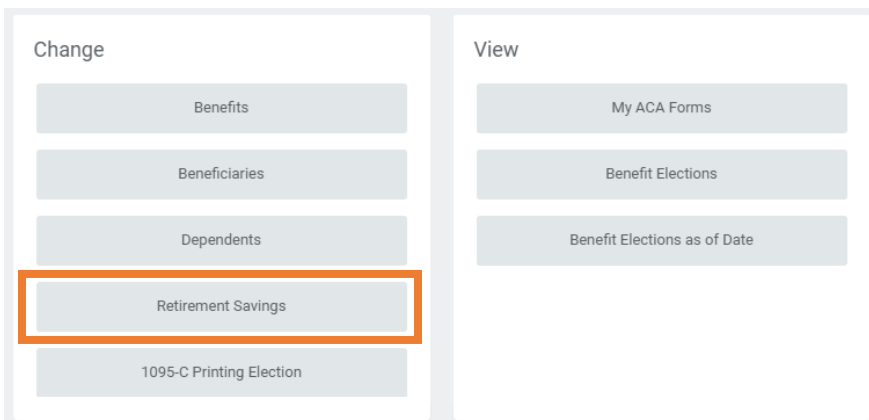 Change
Benefits
Beneficiaries
Dependents
Retirement Savings
1095-C Printing Election
View
My ACA Forms
Benefit Elections
Benefit Elections as of Date